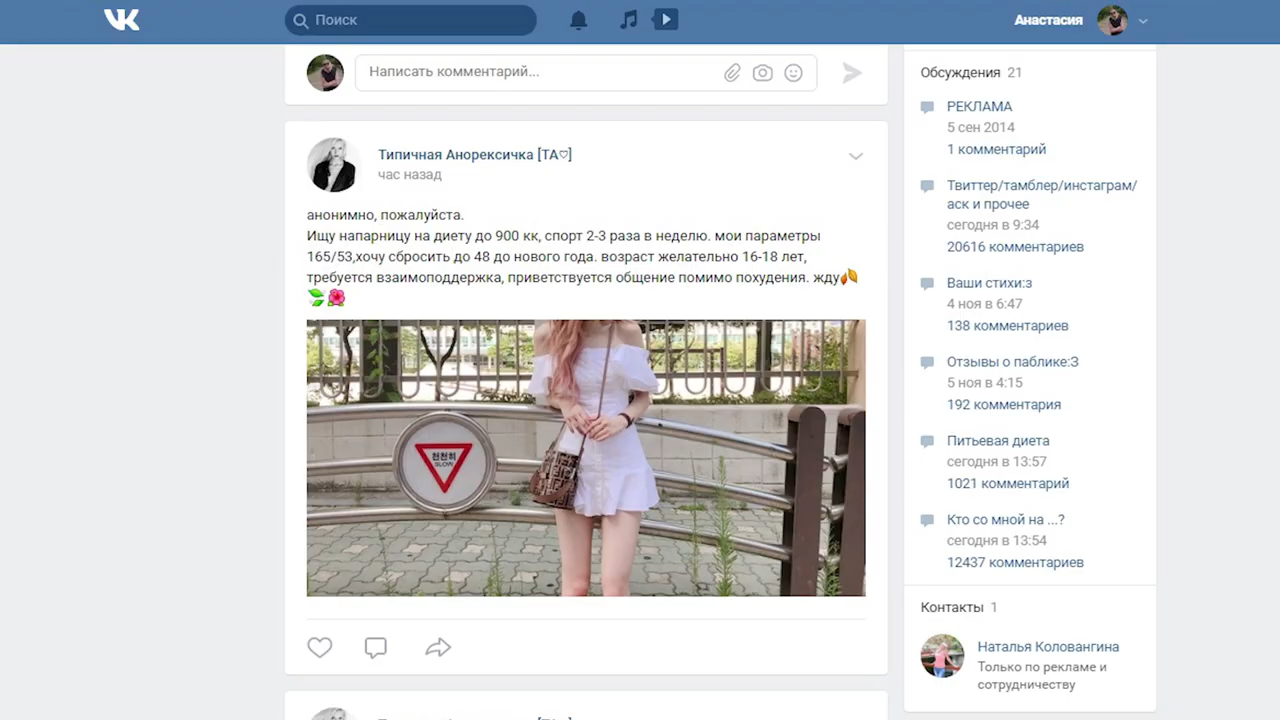 Поиск
Анастасия
Написать комментарий...
Типичная Анорексичка [ТА♡]
час назад
анонимно, пожалуйста.
Ищу напарницу на диету до 900 кк, спорт 2-3 раза в неделю. мои параметры
165/53,хочу сбросить до 48 до нового года. возраст желательно 16-18 лет,
требуется взаимоподдержка, приветствуется общение помимо похудения. жду🍂
🍃🌺
천천히
SLOW
Обсуждения 21
РЕКЛАМА
5 сен 2014
1 комментарий
Твиттер/тамблер/инстаграм/
аск и прочее
сегодня в 9:34
20616 комментариев
Ваши стихи:з
4 ноя в 6:47
138 комментариев
Отзывы о паблике:З
5 ноя в 4:15
192 комментария
Питьевая диета
сегодня в 13:57
1021 комментарий
Кто со мной на ...?
сегодня в 13:54
12437 комментариев
Контакты 1
Наталья Коловангина
Только по рекламе и
сотрудничеству